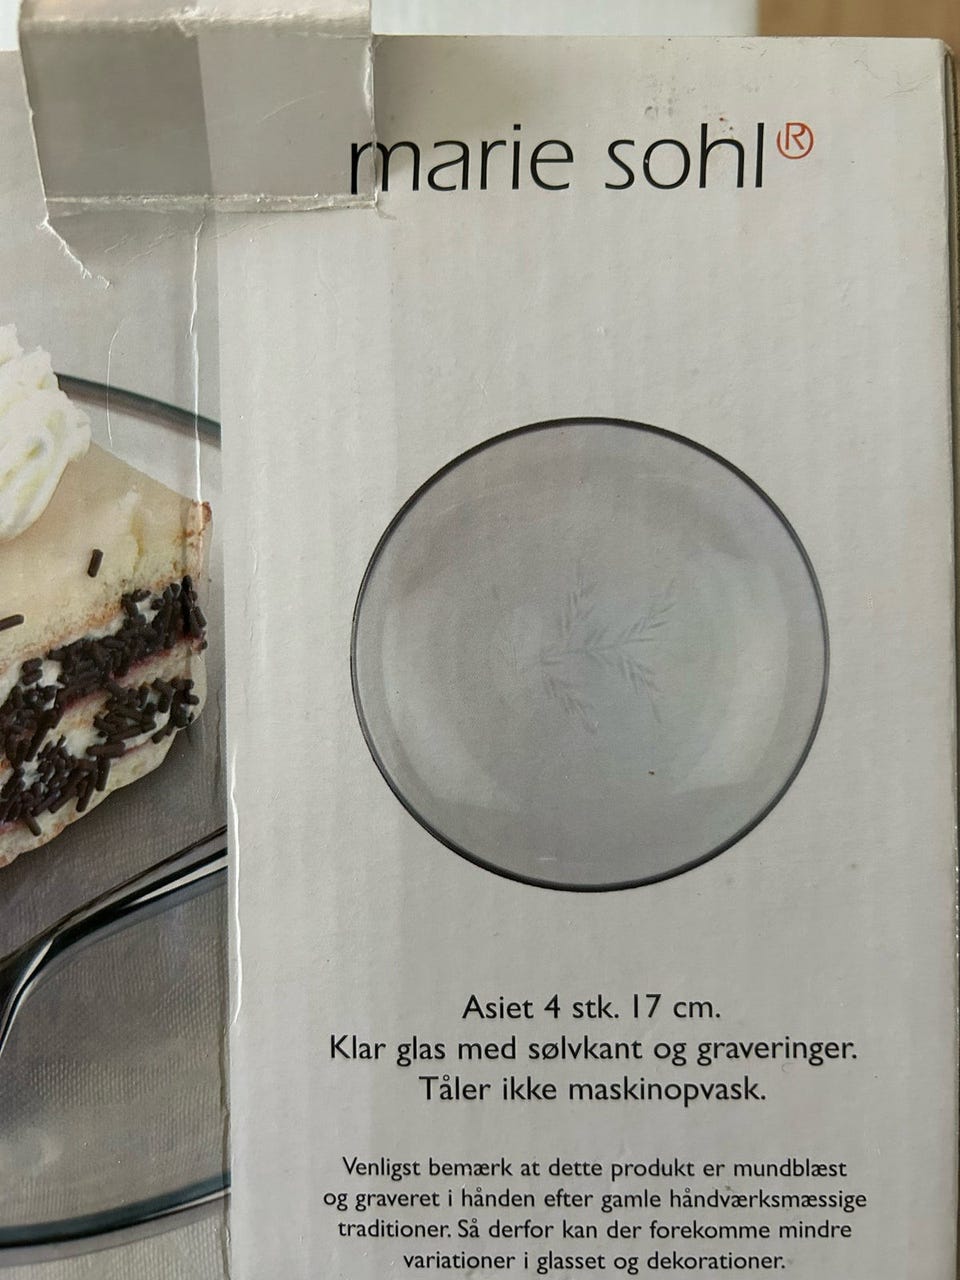 marie sohl®
Asiet 4 stk. 17 cm.
Klar glas med sølvkant og graveringer.
Tåler ikke maskinopvask.
Venligst bemærk at dette produkt er mundblæst
og graveret i hånden efter gamle håndværksmæssige
traditioner. Så derfor kan der forekomme mindre
variationer i glasset og dekorationer.